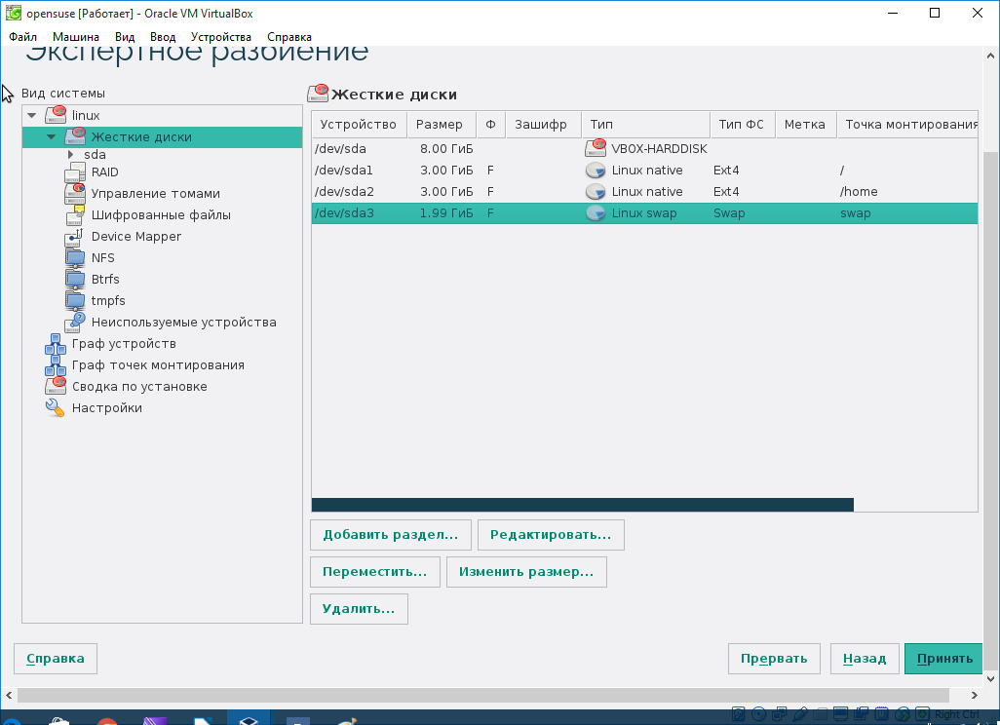 opensuse [Работает] - Oracle VM VirtualBox
Файл Машина Вид Ввод Устройства Справка
Экспертное разбиение
Вид системы
linux
Жесткие диски
sda
RAID
Управление томами
Шифрованные файлы
Device Mapper
NFS
Btrfs
tmpfs
Неиспользуемые устройства
Граф устройств
Граф точек монтирования
Сводка по установке
Настройки
Жесткие диски
Устройство Размер Ф Зашифр Тип Тип ФС Метка Точка монтирования
/dev/sda 8.00 ГиБ VBOX-HARDDISK
/dev/sda1 3.00 ГиБ F Linux native Ext4 /
/dev/sda2 3.00 ГиБ F Linux native Ext4 /home
/dev/sda3 1.99 ГиБ F Linux swap Swap swap
Добавить раздел... Редактировать...
Переместить... Изменить размер...
Удалить...
Справка Прервать Назад Принять
Right Ctrl